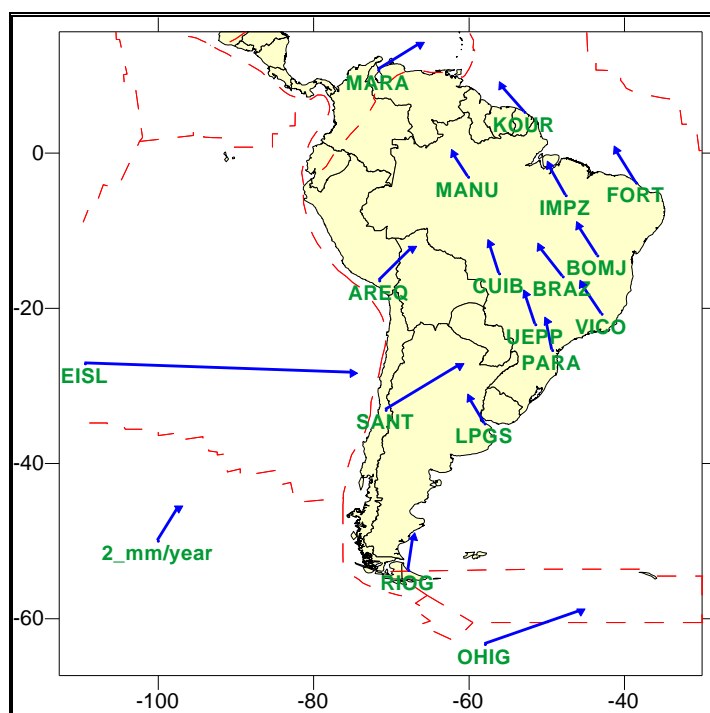 MARA
KOUR
0
MANU
FORT
IMPZ
BOMJ
CUIB
BRAZ
AREQ
-20
VICO
UEPP
PARA
EISL
SANT
LPGS
-40
2_mm/year
RIOG
-60
OHIG
-100
-80
-60
-40